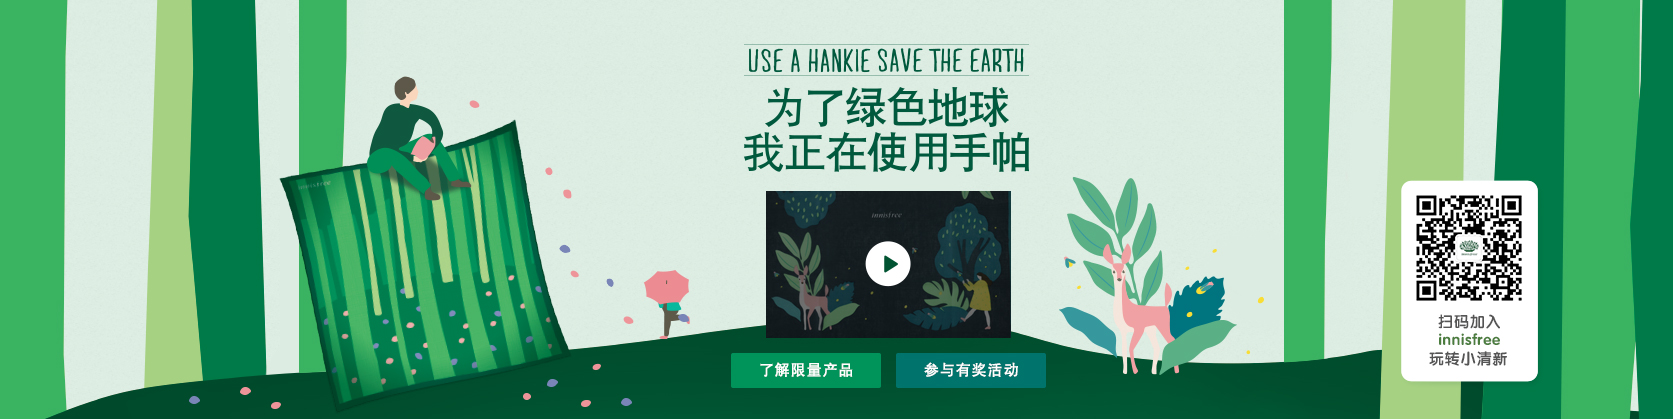 USE A HANKIE SAVE THE EARTH
为了绿色地球
我正在使用手帕
innisfree
innisfree
了解限量产品
参与有奖活动
扫码加入
innisfree
玩转小清新